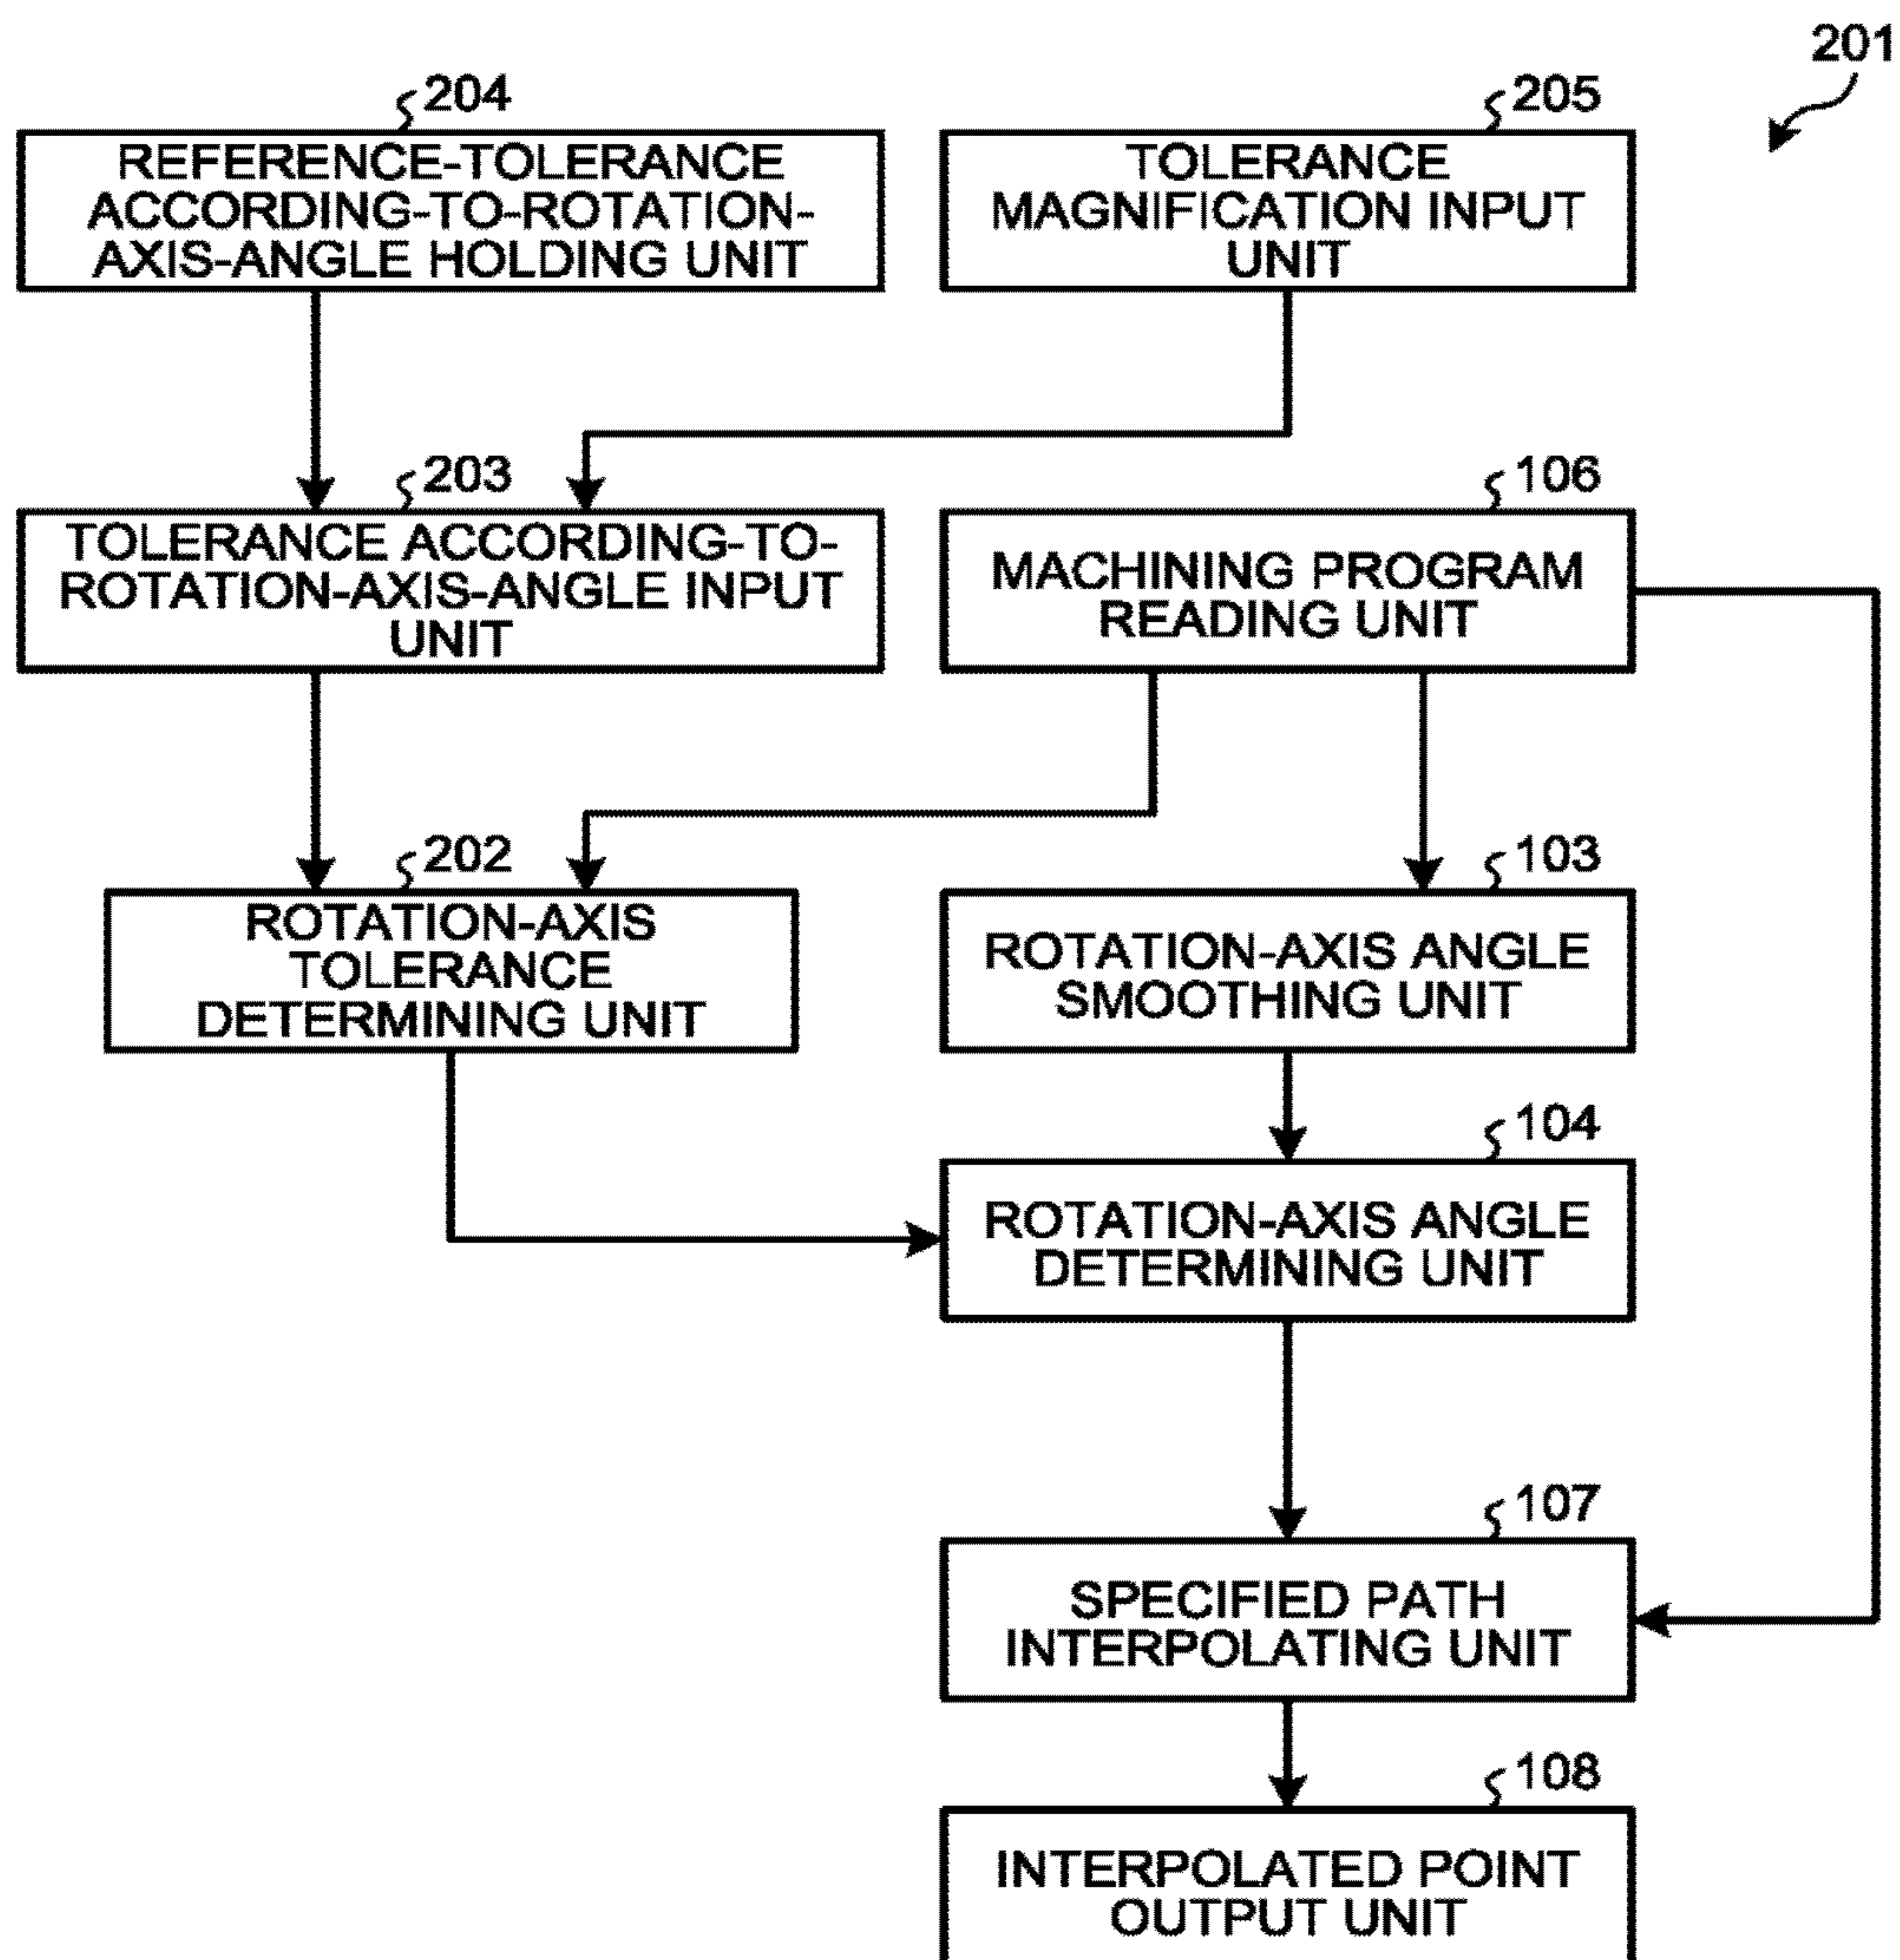 201
204
REFERENCE-TOLERANCE
ACCORDING-TO-ROTATION-
AXIS-ANGLE HOLDING UNIT
205
TOLERANCE
MAGNIFICATION INPUT
UNIT
203
TOLERANCE ACCORDING-TO-
ROTATION-AXIS-ANGLE INPUT
UNIT
106
MACHINING PROGRAM
READING UNIT
202
ROTATION-AXIS
TOLERANCE
DETERMINING UNIT
103
ROTATION-AXIS ANGLE
SMOOTHING UNIT
104
ROTATION-AXIS ANGLE
DETERMINING UNIT
107
SPECIFIED PATH
INTERPOLATING UNIT
108
INTERPOLATED POINT
OUTPUT UNIT